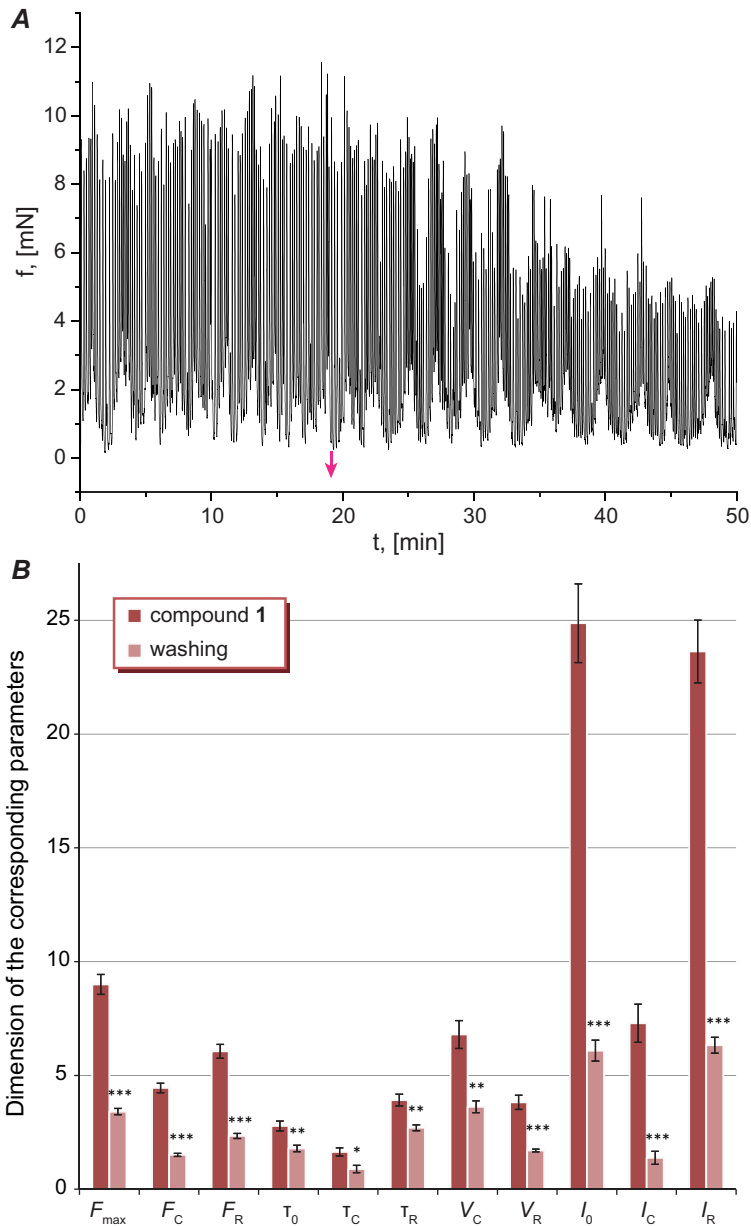 A
f, [mN]
12
10
8
6
4
2
0
0 10 20 30 40 50
t, [min]
B
Dimension of the corresponding parameters
compound 1
washing
25
20
15
10
5
0
*** *** *** ** * ** ** *** *** *** ***
Fmax FC FR τ0 τC τR VC VR I0 IC IR